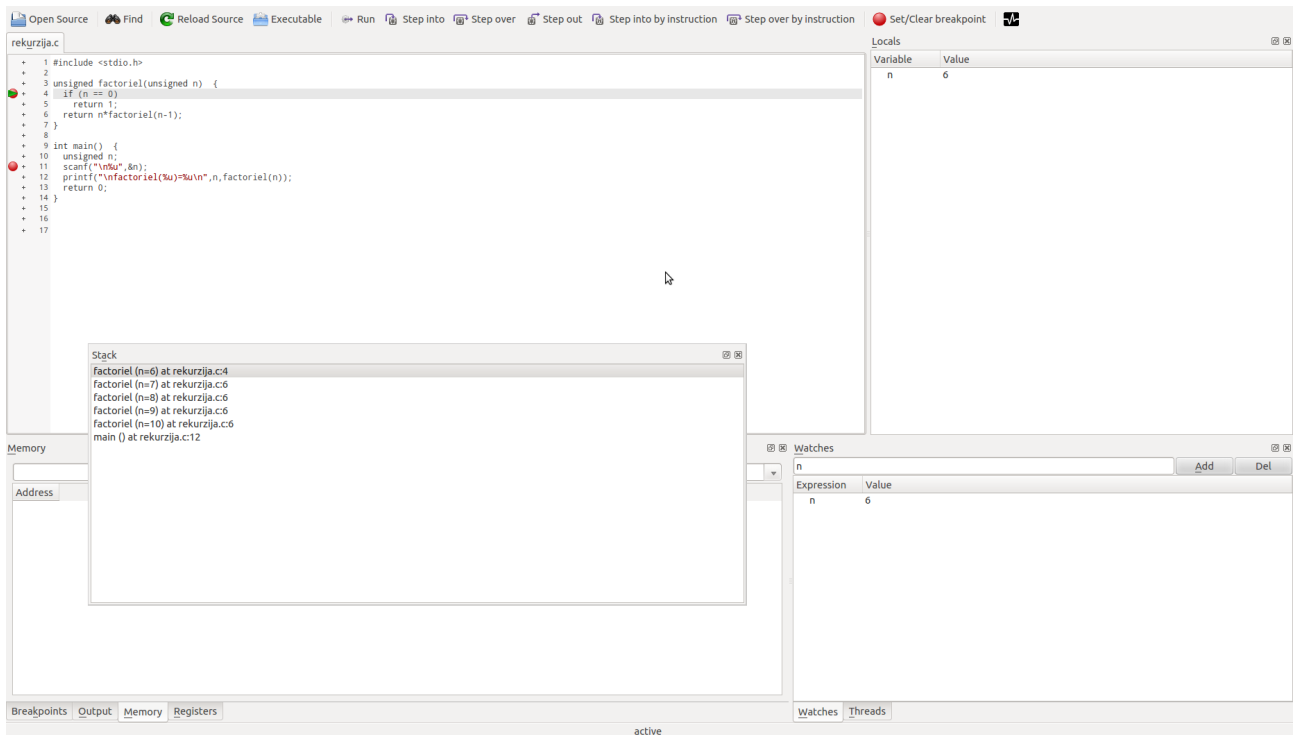 Open Source Find Reload Source Executable Run Step into Step over Step out Step into by instruction Step over by instruction Set/Clear breakpoint
rekurzija.c
1 #include <stdio.h>
2
3 unsigned factoriel(unsigned n)  {
4   if (n == 0)
5     return 1;
6   return n*factoriel(n-1);
7 }
8
9 int main()  {
10   unsigned n;
11   scanf("\n%u",&n);
12   printf("\nfactoriel(%u)=%u\n",n,factoriel(n));
13   return 0;
14 }
15
16
17
Locals
Variable Value
n 6
Stack
factoriel (n=6) at rekurzija.c:4
factoriel (n=7) at rekurzija.c:6
factoriel (n=8) at rekurzija.c:6
factoriel (n=9) at rekurzija.c:6
factoriel (n=10) at rekurzija.c:6
main () at rekurzija.c:12
Memory
Address
Breakpoints Output Memory Registers
Watches
n Add Del
Expression Value
n 6
Watches Threads
active